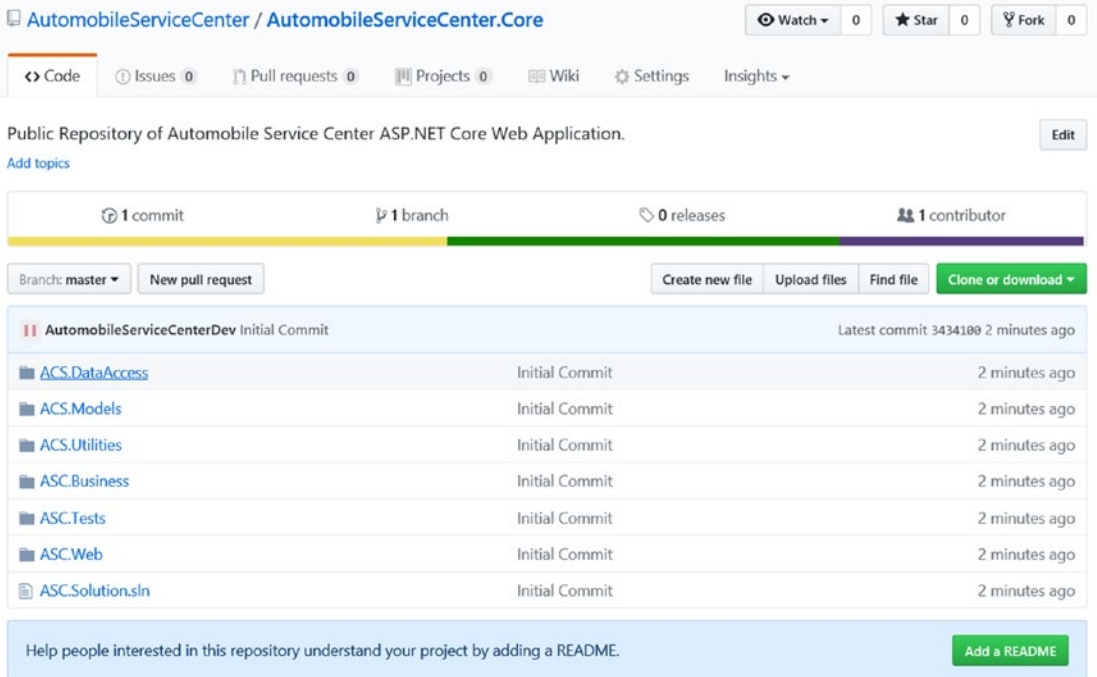 AutomobileServiceCenter / AutomobileServiceCenter.Core Watch 0 Star 0 Fork 0
Code Issues 0 Pull requests 0 Projects 0 Wiki Settings Insights
Public Repository of Automobile Service Center ASP.NET Core Web Application. Edit
Add topics
1 commit 1 branch 0 releases 1 contributor
Branch: master New pull request Create new file Upload files Find file Clone or download
AutomobileServiceCenterDev Initial Commit Latest commit 3434100 2 minutes ago
ACS.DataAccess Initial Commit 2 minutes ago
ACS.Models Initial Commit 2 minutes ago
ACS.Utilities Initial Commit 2 minutes ago
ASC.Business Initial Commit 2 minutes ago
ASC.Tests Initial Commit 2 minutes ago
ASC.Web Initial Commit 2 minutes ago
ASC.Solution.sln Initial Commit 2 minutes ago
Help people interested in this repository understand your project by adding a README. Add a README